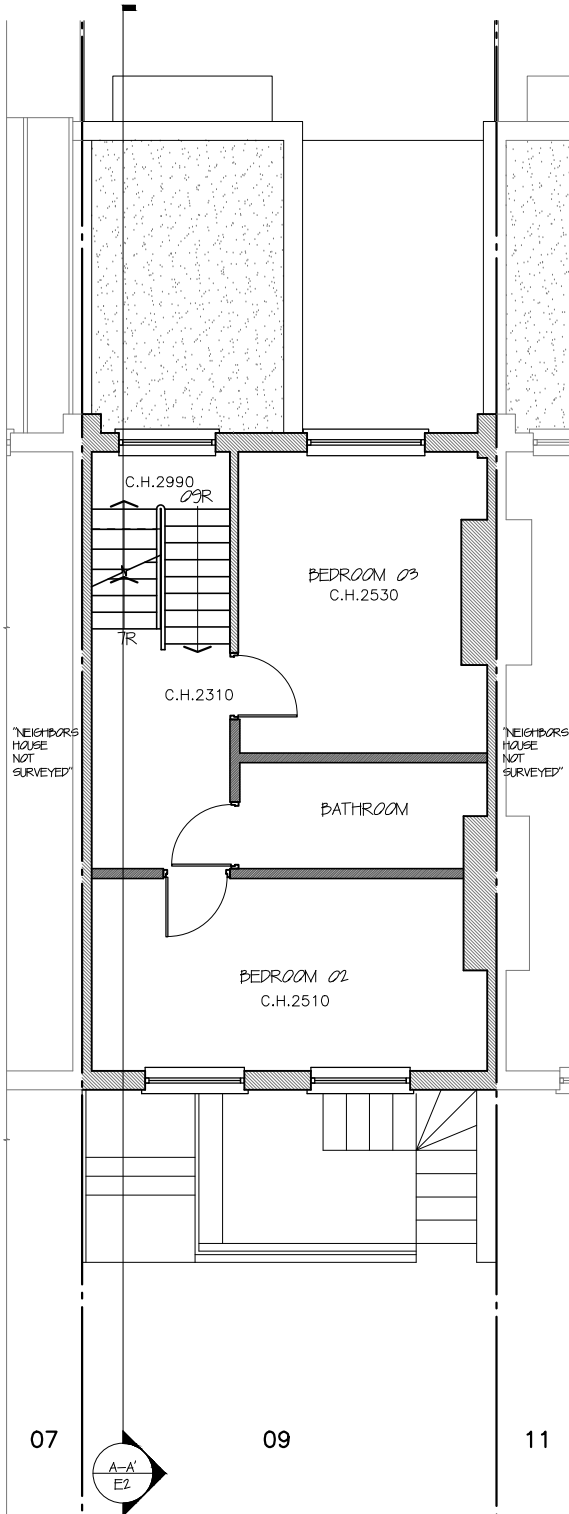 C.H.2990
09R
BEDROOM 03
C.H.2530
7R
C.H.2310
"NEIGHBORS
HOUSE
NOT
SURVEYED"
"NEIGHBORS
HOUSE
NOT
SURVEYED"
BATHROOM
BEDROOM 02
C.H.2510
07
09
11
A-A'
E2